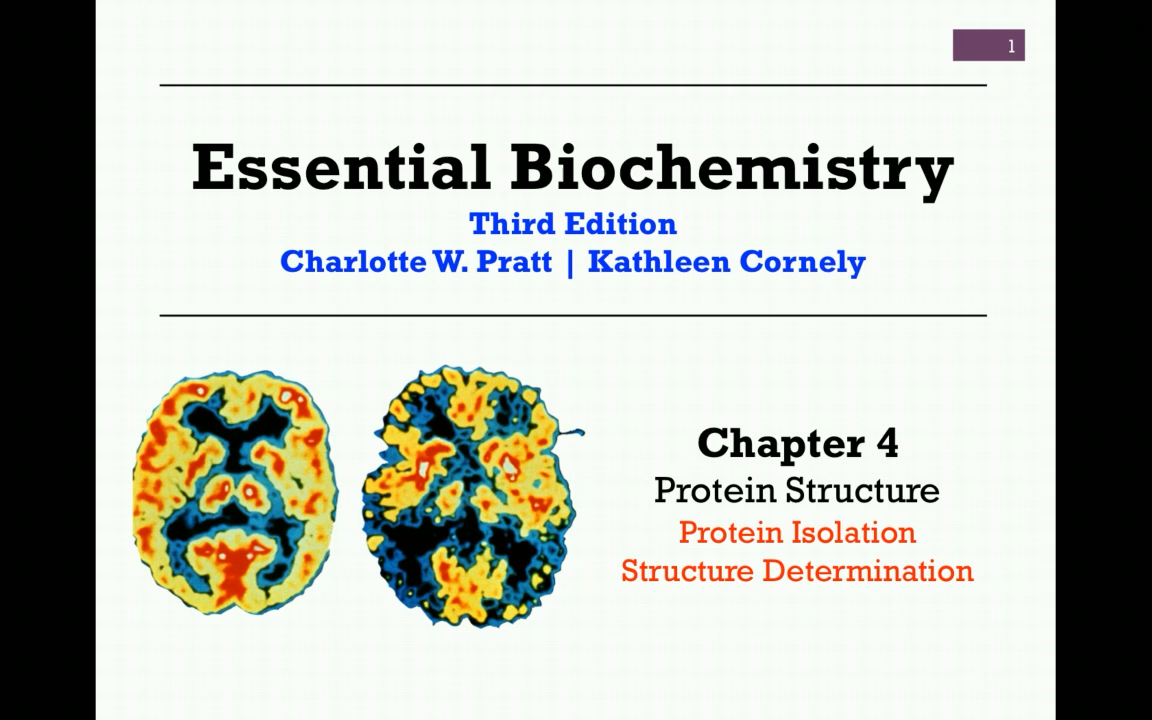 1
Essential Biochemistry
Third Edition
Charlotte W. Pratt | Kathleen Cornely
Chapter 4
Protein Structure
Protein Isolation
Structure Determination